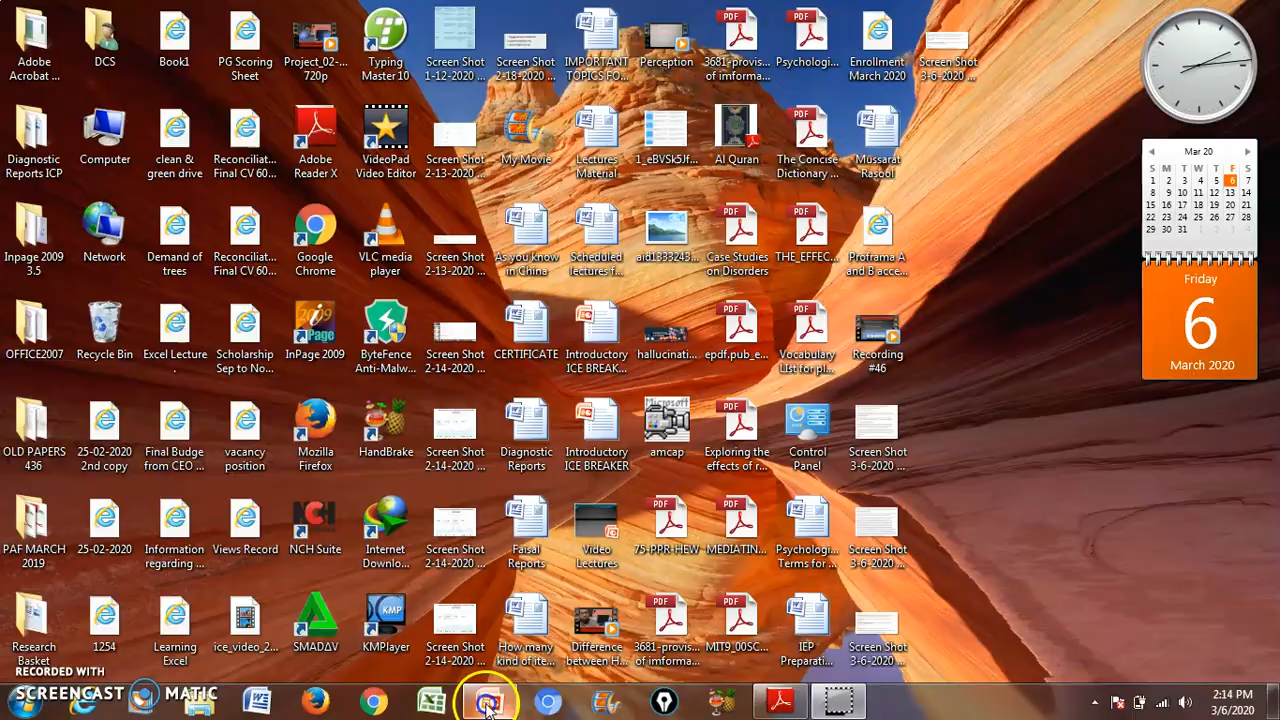 Adobe
Acrobat ...
DCS
Book1
PG Scoring
Sheet
Project_02-...
720p
Typing
Master 10
Screen Shot
1-12-2020 ...
Screen Shot
2-18-2020 ...
IMPORTANT
TOPICS FO...
Perception
3681-provis...
of imforma...
Psychologi...
Enrollment
March 2020
Screen Shot
3-6-2020 ...
Diagnostic
Reports ICP
Computer
clean &
green drive
Reconciliat...
Final CV 60...
Adobe
Reader X
VideoPad
Video Editor
Screen Shot
2-13-2020 ...
My Movie
Lectures
Material
1_eBVSk5Jf...
Al Quran
The Concise
Dictionary ...
Mussarat
Rasool
Inpage 2009
3.5
Network
Demand of
trees
Reconciliat...
Final CV 60...
Google
Chrome
VLC media
player
Screen Shot
2-13-2020 ...
As you know
in China
Scheduled
lectures f...
aid1333243...
Case Studies
on Disorders
THE_EFFEC...
Proframa A
and B acce...
OFFICE2007
Recycle Bin
Excel Lecture
.
Scholarship
Sep to No...
InPage 2009
ByteFence
Anti-Malw...
Screen Shot
2-14-2020 ...
CERTIFICATE
Introductory
ICE BREAK...
hallucinati...
epdf.pub_e...
Vocabulary
List for pl...
Recording
#46
OLD PAPERS
436
25-02-2020
2nd copy
Final Budge
from CEO ...
vacancy
position
Mozilla
Firefox
HandBrake
Screen Shot
2-14-2020 ...
Diagnostic
Reports
Introductory
ICE BREAKER
amcap
Exploring the
effects of r...
Control
Panel
Screen Shot
3-6-2020 ...
PAF MARCH
2019
25-02-2020
Information
regarding ...
Views Record
NCH Suite
Internet
Downlo...
Screen Shot
2-14-2020 ...
Faisal
Reports
Video
Lectures
75-PPR-HEW
MEDIATIN...
Psychologi...
Terms for ...
Screen Shot
3-6-2020 ...
Research
Basket
1254
Learning
Excel
ice_video_2...
SMADΔV
KMPlayer
Screen Shot
2-14-2020 ...
How many
kind of ite...
Difference
between H...
3681-provis...
of imforma...
MIT9_00SC...
IEP
Preparati...
Screen Shot
3-6-2020 ...
Mar 20
S M T W T F S
1 2 3 4 5 6 7
8 9 10 11 12 13 14
15 16 17 18 19 20 21
22 23 24 25 26 27 28
29 30 31
Friday
6
March 2020
RECORDED WITH
SCREENCAST MATIC
2:14 PM
3/6/2020